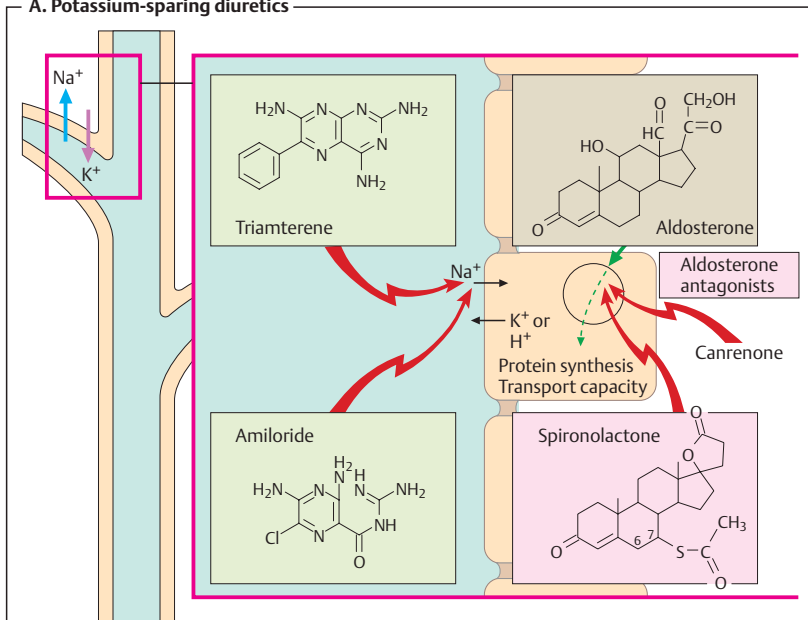 A. Potassium-sparing diuretics
Na⁺
K⁺
H₂N
N
N
NH₂
N
N
NH₂
Triamterene
O
CH₂OH
HC
C
O
HO
O
Aldosterone
Na⁺
K⁺ or
H⁺
Aldosterone
antagonists
Canrenone
Protein synthesis
Transport capacity
Amiloride
H₂N
N
H₂
N
H
N
NH₂
Cl
N
NH
O
Spironolactone
O
O
6
7
O
S
C
CH₃
O